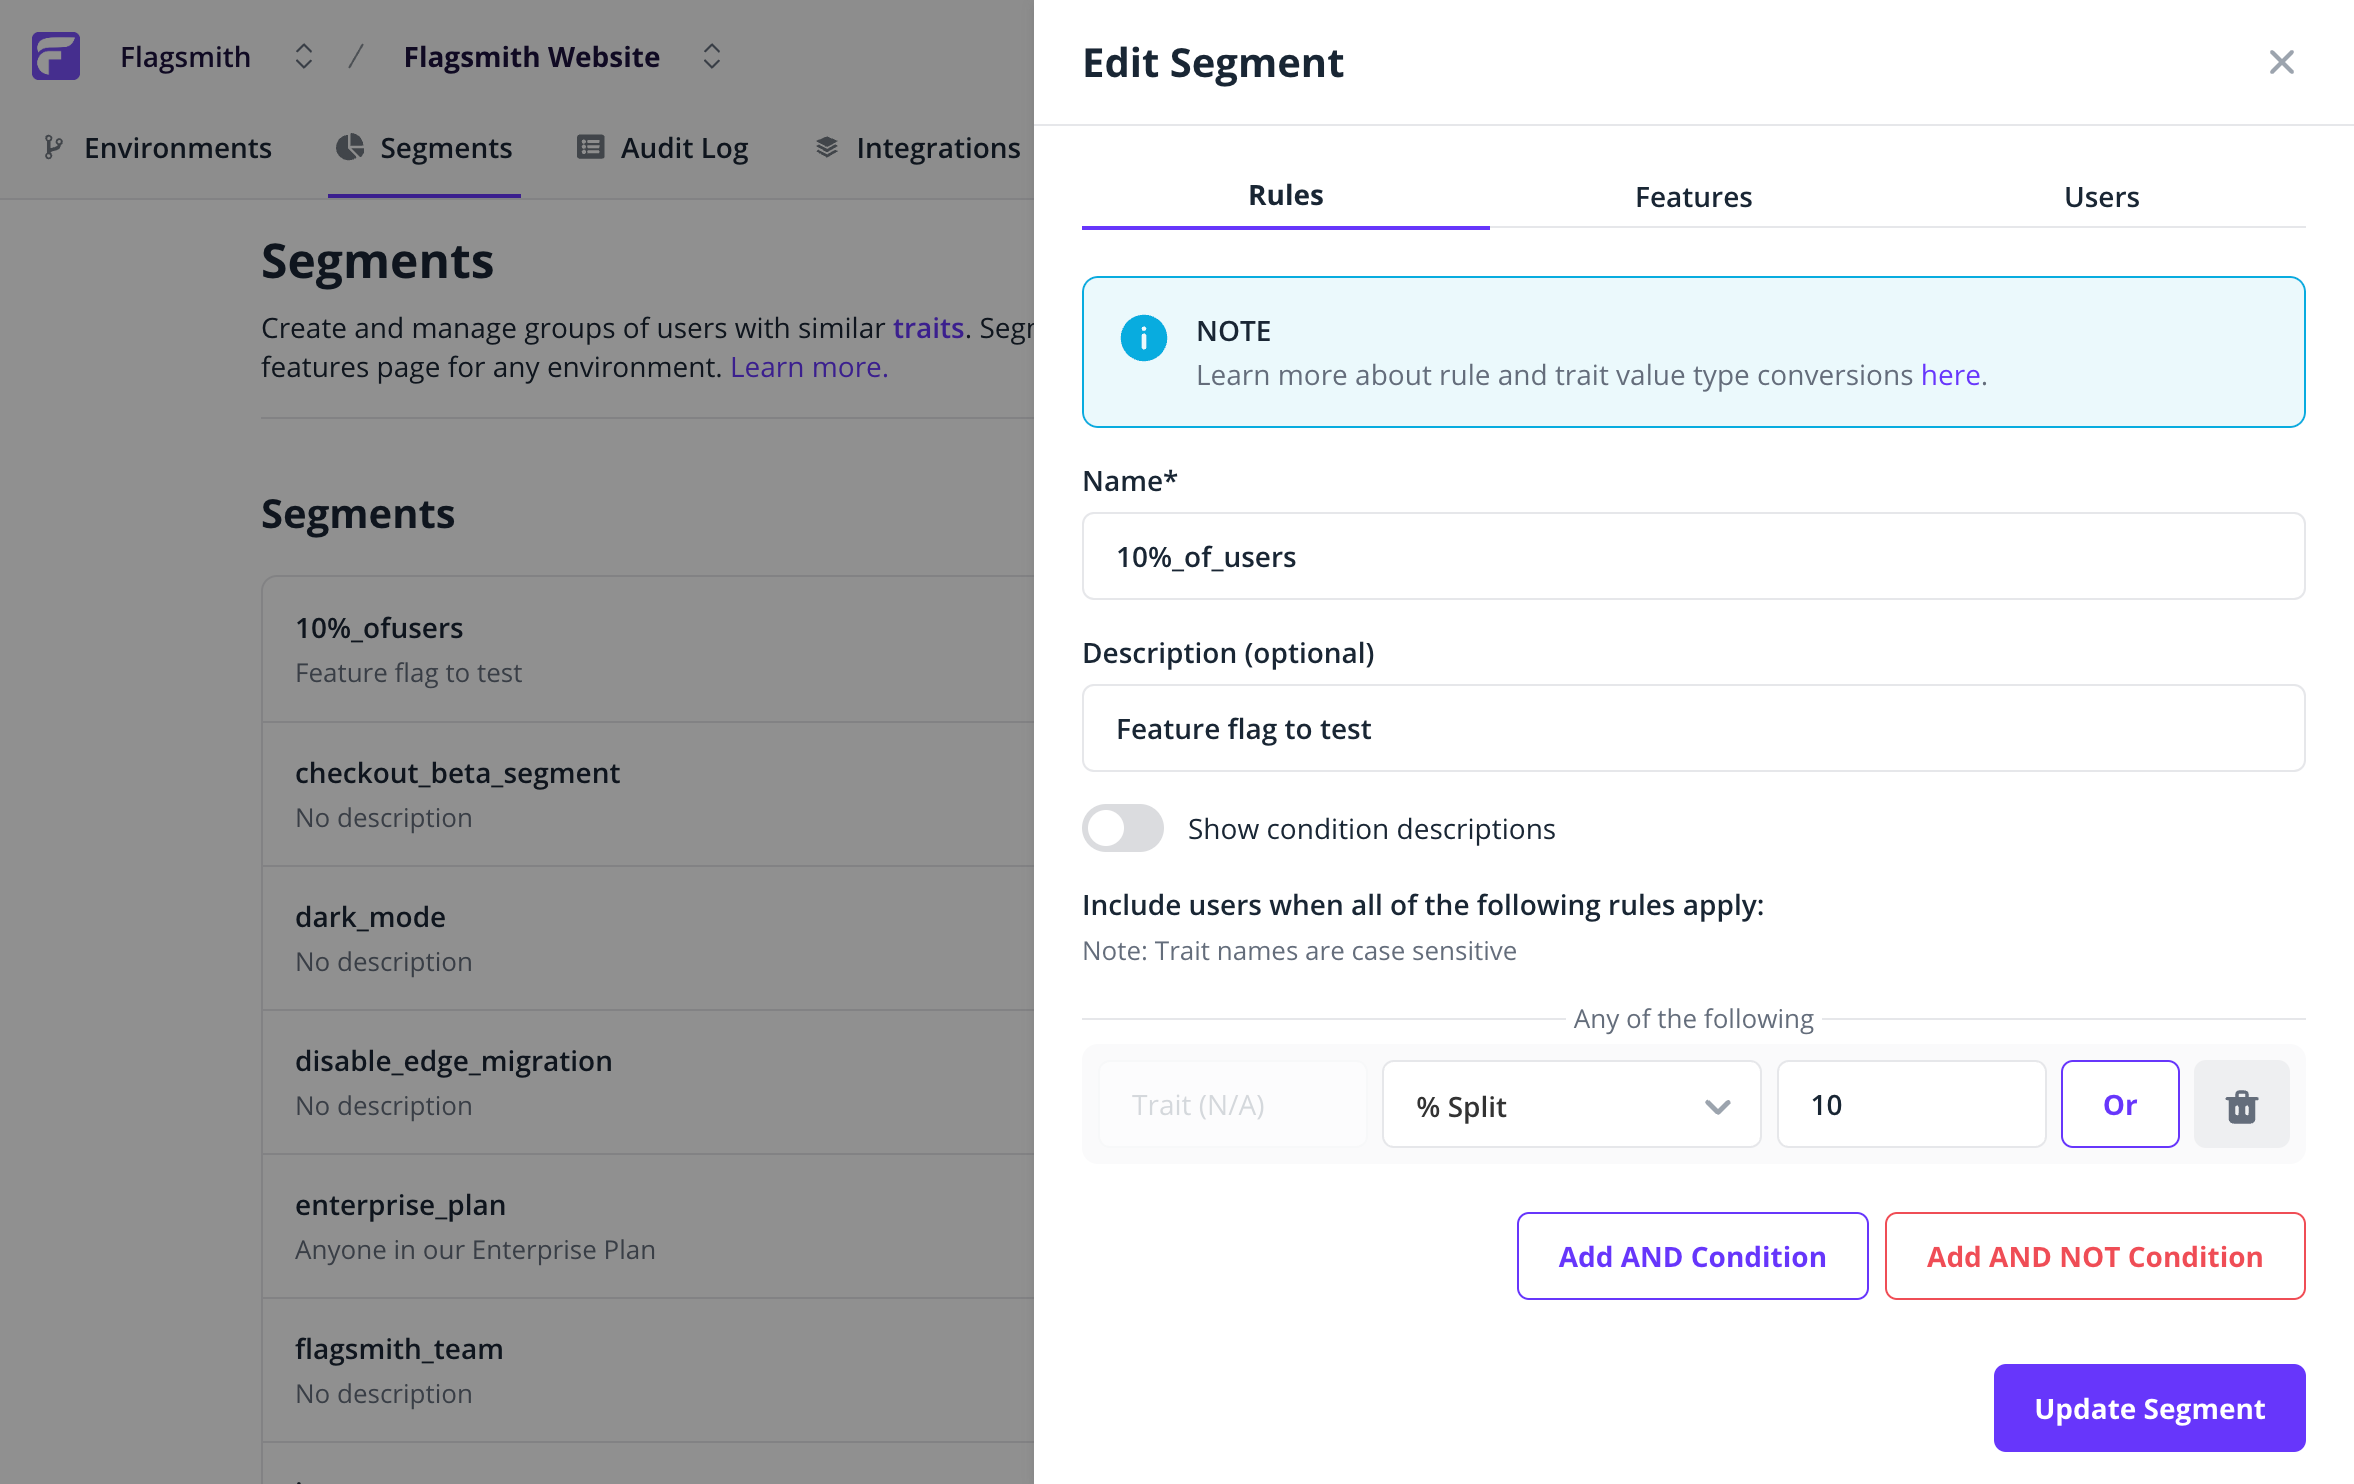 Flagsmith / Flagsmith Website
Environments Segments Audit Log Integrations
Segments
Create and manage groups of users with similar traits.
features page for any environment. Learn more.
Segments
10%_ofusers
Feature flag to test
checkout_beta_segment
No description
dark_mode
No description
disable_edge_migration
No description
enterprise_plan
Anyone in our Enterprise Plan
flagsmith_team
No description
Edit Segment
Rules Features Users
NOTE
Learn more about rule and trait value type conversions here.
Name*
10%_of_users
Description (optional)
Feature flag to test
Show condition descriptions
Include users when all of the following rules apply:
Note: Trait names are case sensitive
Any of the following
Trait (N/A) % Split 10 Or
Add AND Condition Add AND NOT Condition
Update Segment